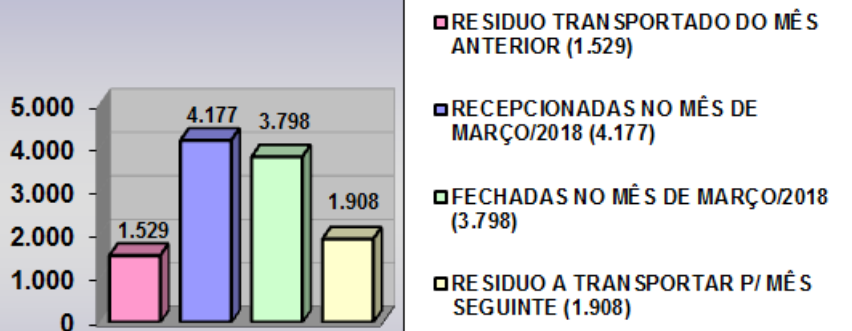 5.000
4.000
3.000
2.000
1.000
0
1.529
4.177
3.798
1.908
RESIDUO TRANSPORTADO DO MÊS
ANTERIOR (1.529)
RECEPCIONADAS NO MÊS DE
MARÇO/2018 (4.177)
FECHADAS NO MÊS DE MARÇO/2018
(3.798)
RESIDUO A TRANSPORTAR P/ MÊS
SEGUINTE (1.908)